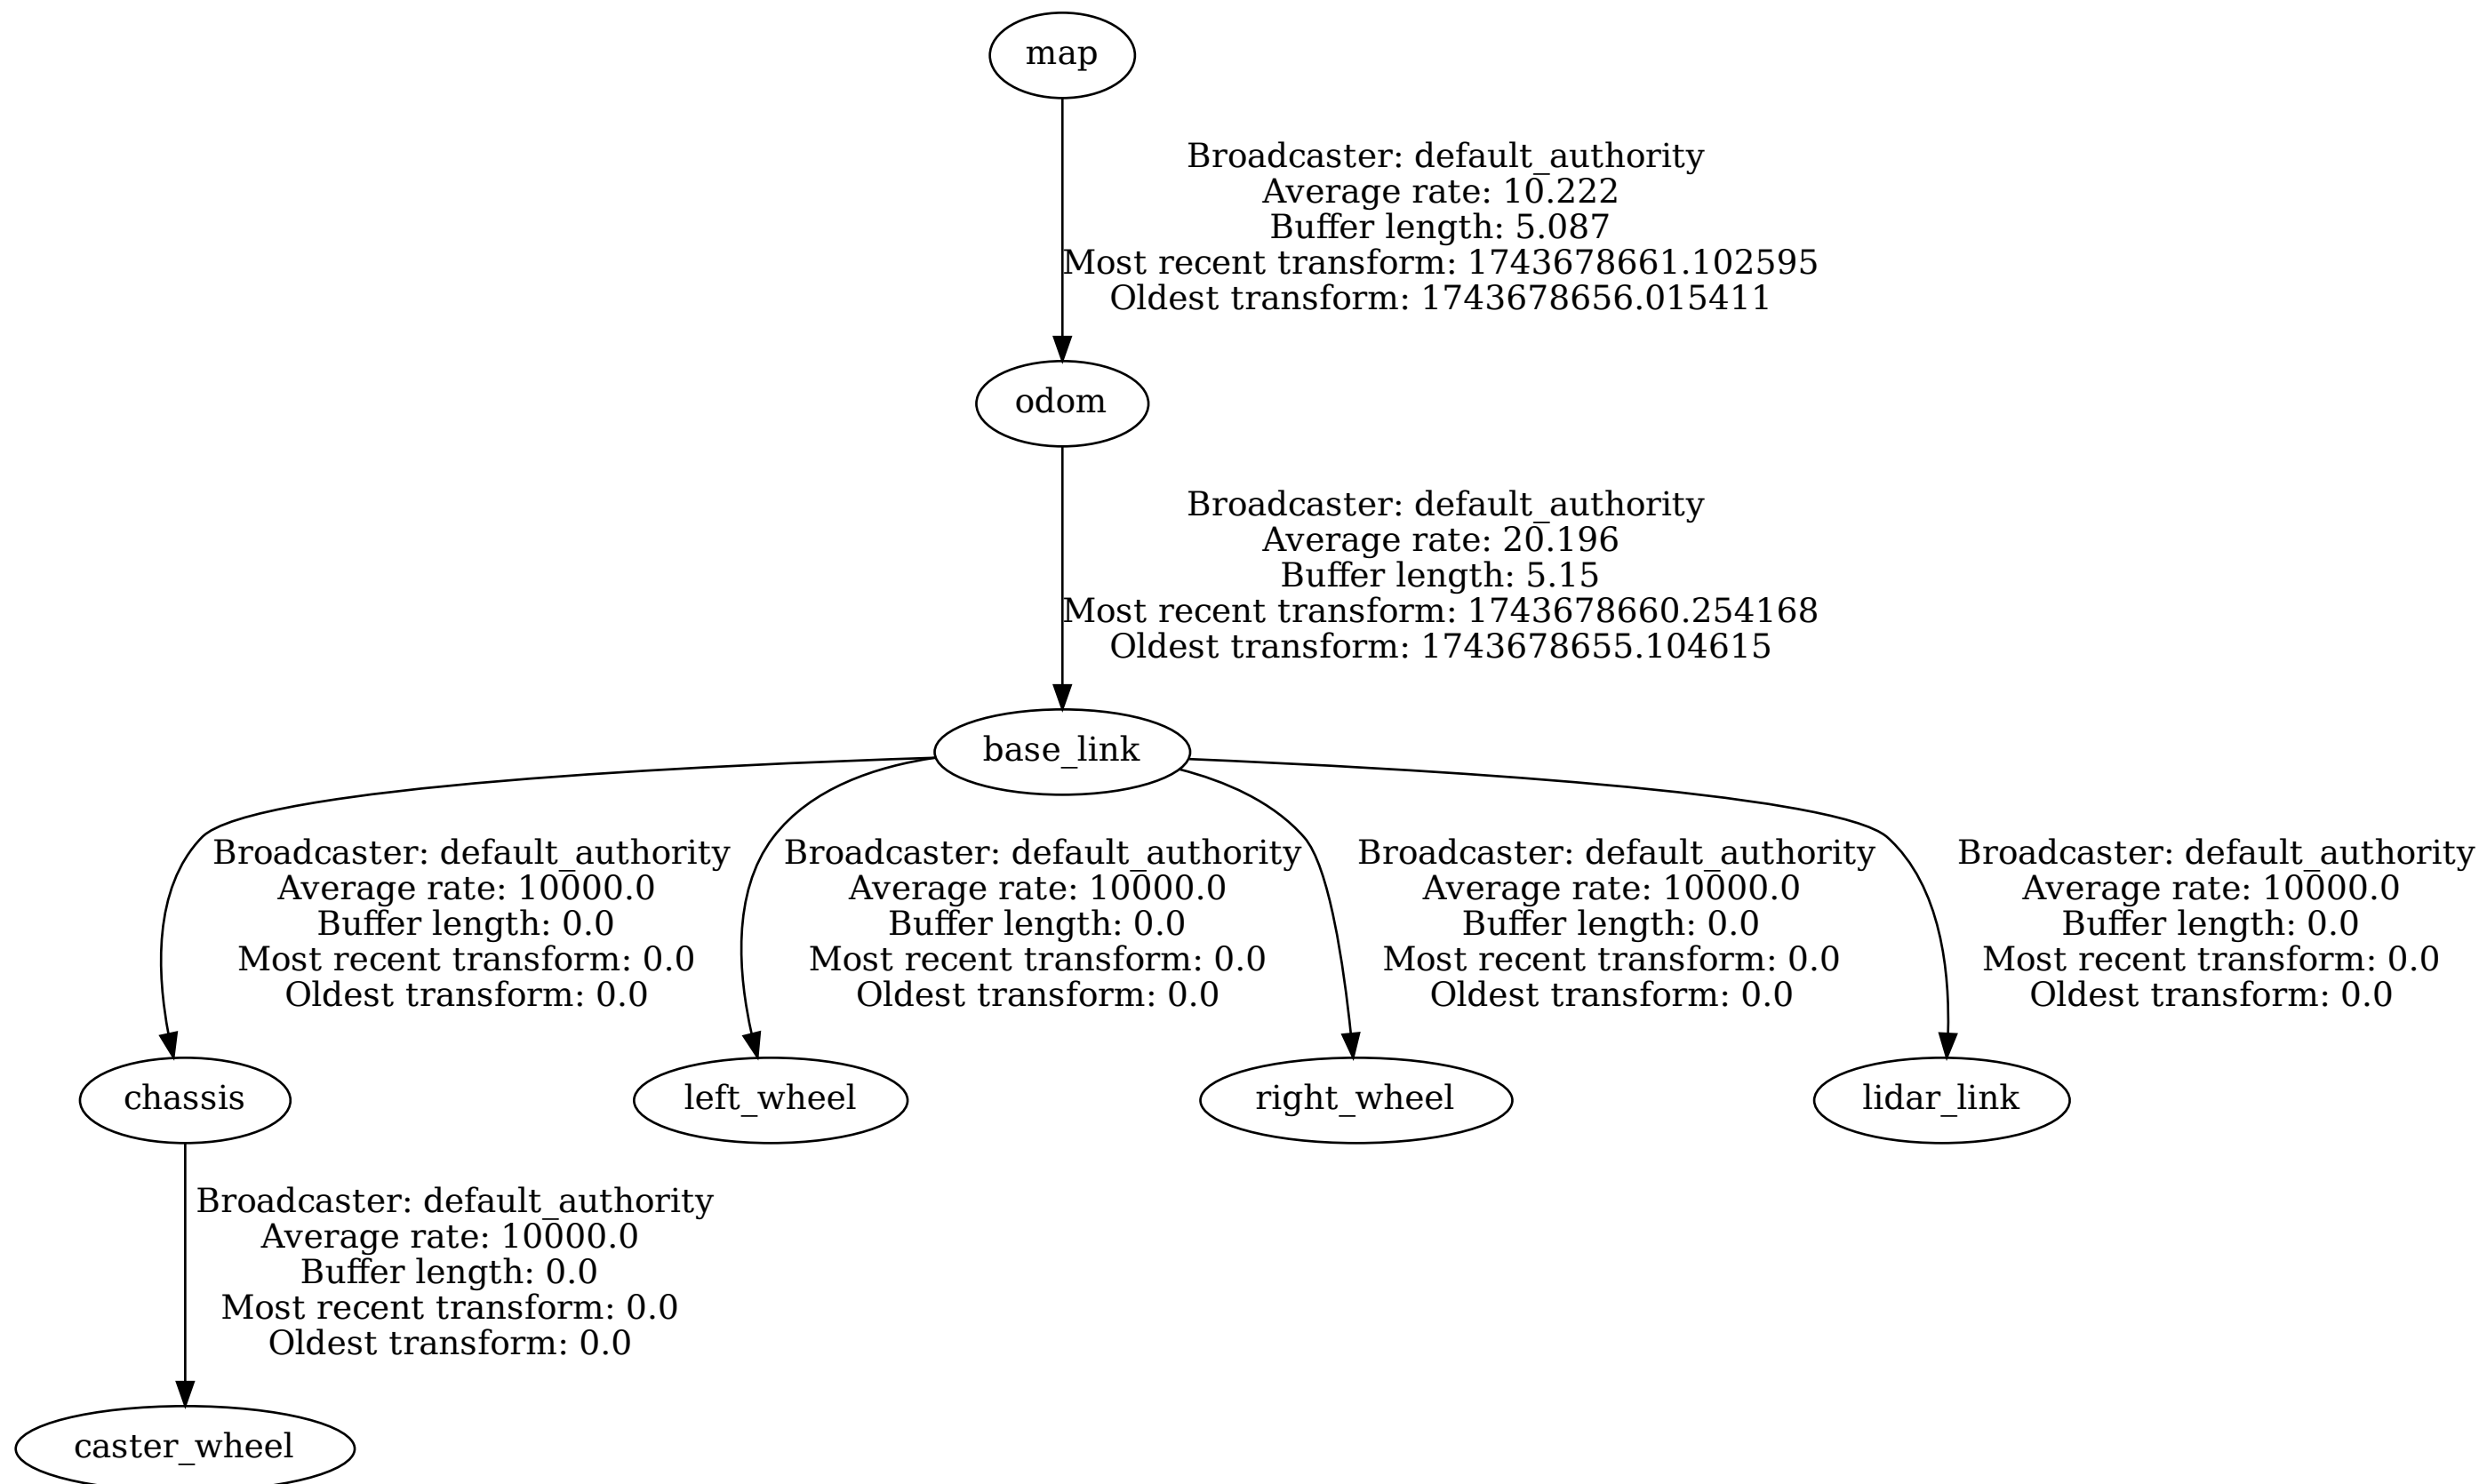 map
Broadcaster: default_authority
Average rate: 10.222
Buffer length: 5.087
Most recent transform: 1743678661.102595
Oldest transform: 1743678656.015411
odom
Broadcaster: default_authority
Average rate: 20.196
Buffer length: 5.15
Most recent transform: 1743678660.254168
Oldest transform: 1743678655.104615
base_link
Broadcaster: default_authority
Average rate: 10000.0
Buffer length: 0.0
Most recent transform: 0.0
Oldest transform: 0.0
Broadcaster: default_authority
Average rate: 10000.0
Buffer length: 0.0
Most recent transform: 0.0
Oldest transform: 0.0
Broadcaster: default_authority
Average rate: 10000.0
Buffer length: 0.0
Most recent transform: 0.0
Oldest transform: 0.0
Broadcaster: default_authority
Average rate: 10000.0
Buffer length: 0.0
Most recent transform: 0.0
Oldest transform: 0.0
chassis
left_wheel
right_wheel
lidar_link
Broadcaster: default_authority
Average rate: 10000.0
Buffer length: 0.0
Most recent transform: 0.0
Oldest transform: 0.0
caster_wheel